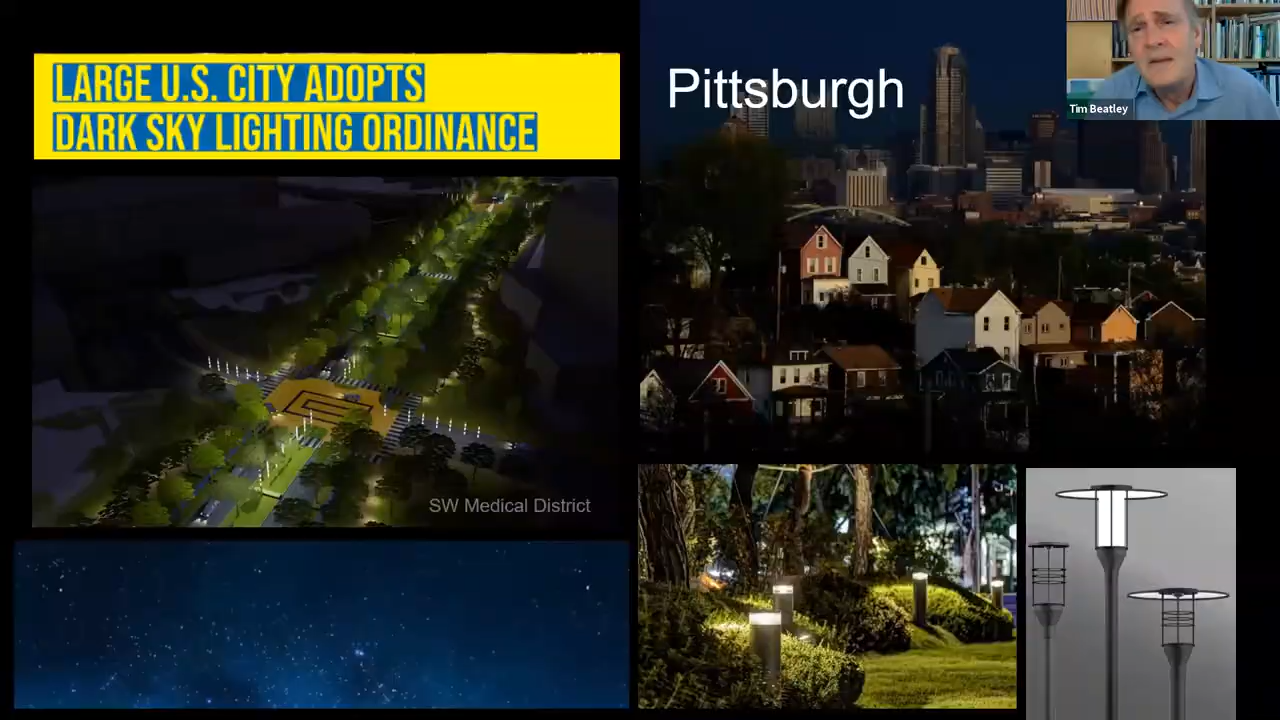 LARGE U.S. CITY ADOPTS
DARK SKY LIGHTING ORDINANCE
Pittsburgh
Tim Beatley
SW Medical District